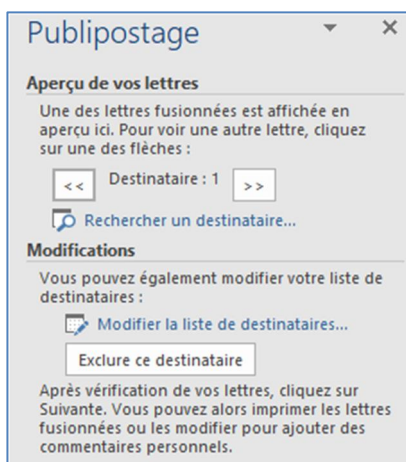 Publipostage
Aperçu de vos lettres
Une des lettres fusionnées est affichée en
aperçu ici. Pour voir une autre lettre, cliquez
sur une des flèches :
<< Destinataire : 1 >>
Rechercher un destinataire...
Modifications
Vous pouvez également modifier votre liste de
destinataires :
Modifier la liste de destinataires...
Exclure ce destinataire
Après vérification de vos lettres, cliquez sur
Suivante. Vous pouvez alors imprimer les lettres
fusionnées ou les modifier pour ajouter des
commentaires personnels.